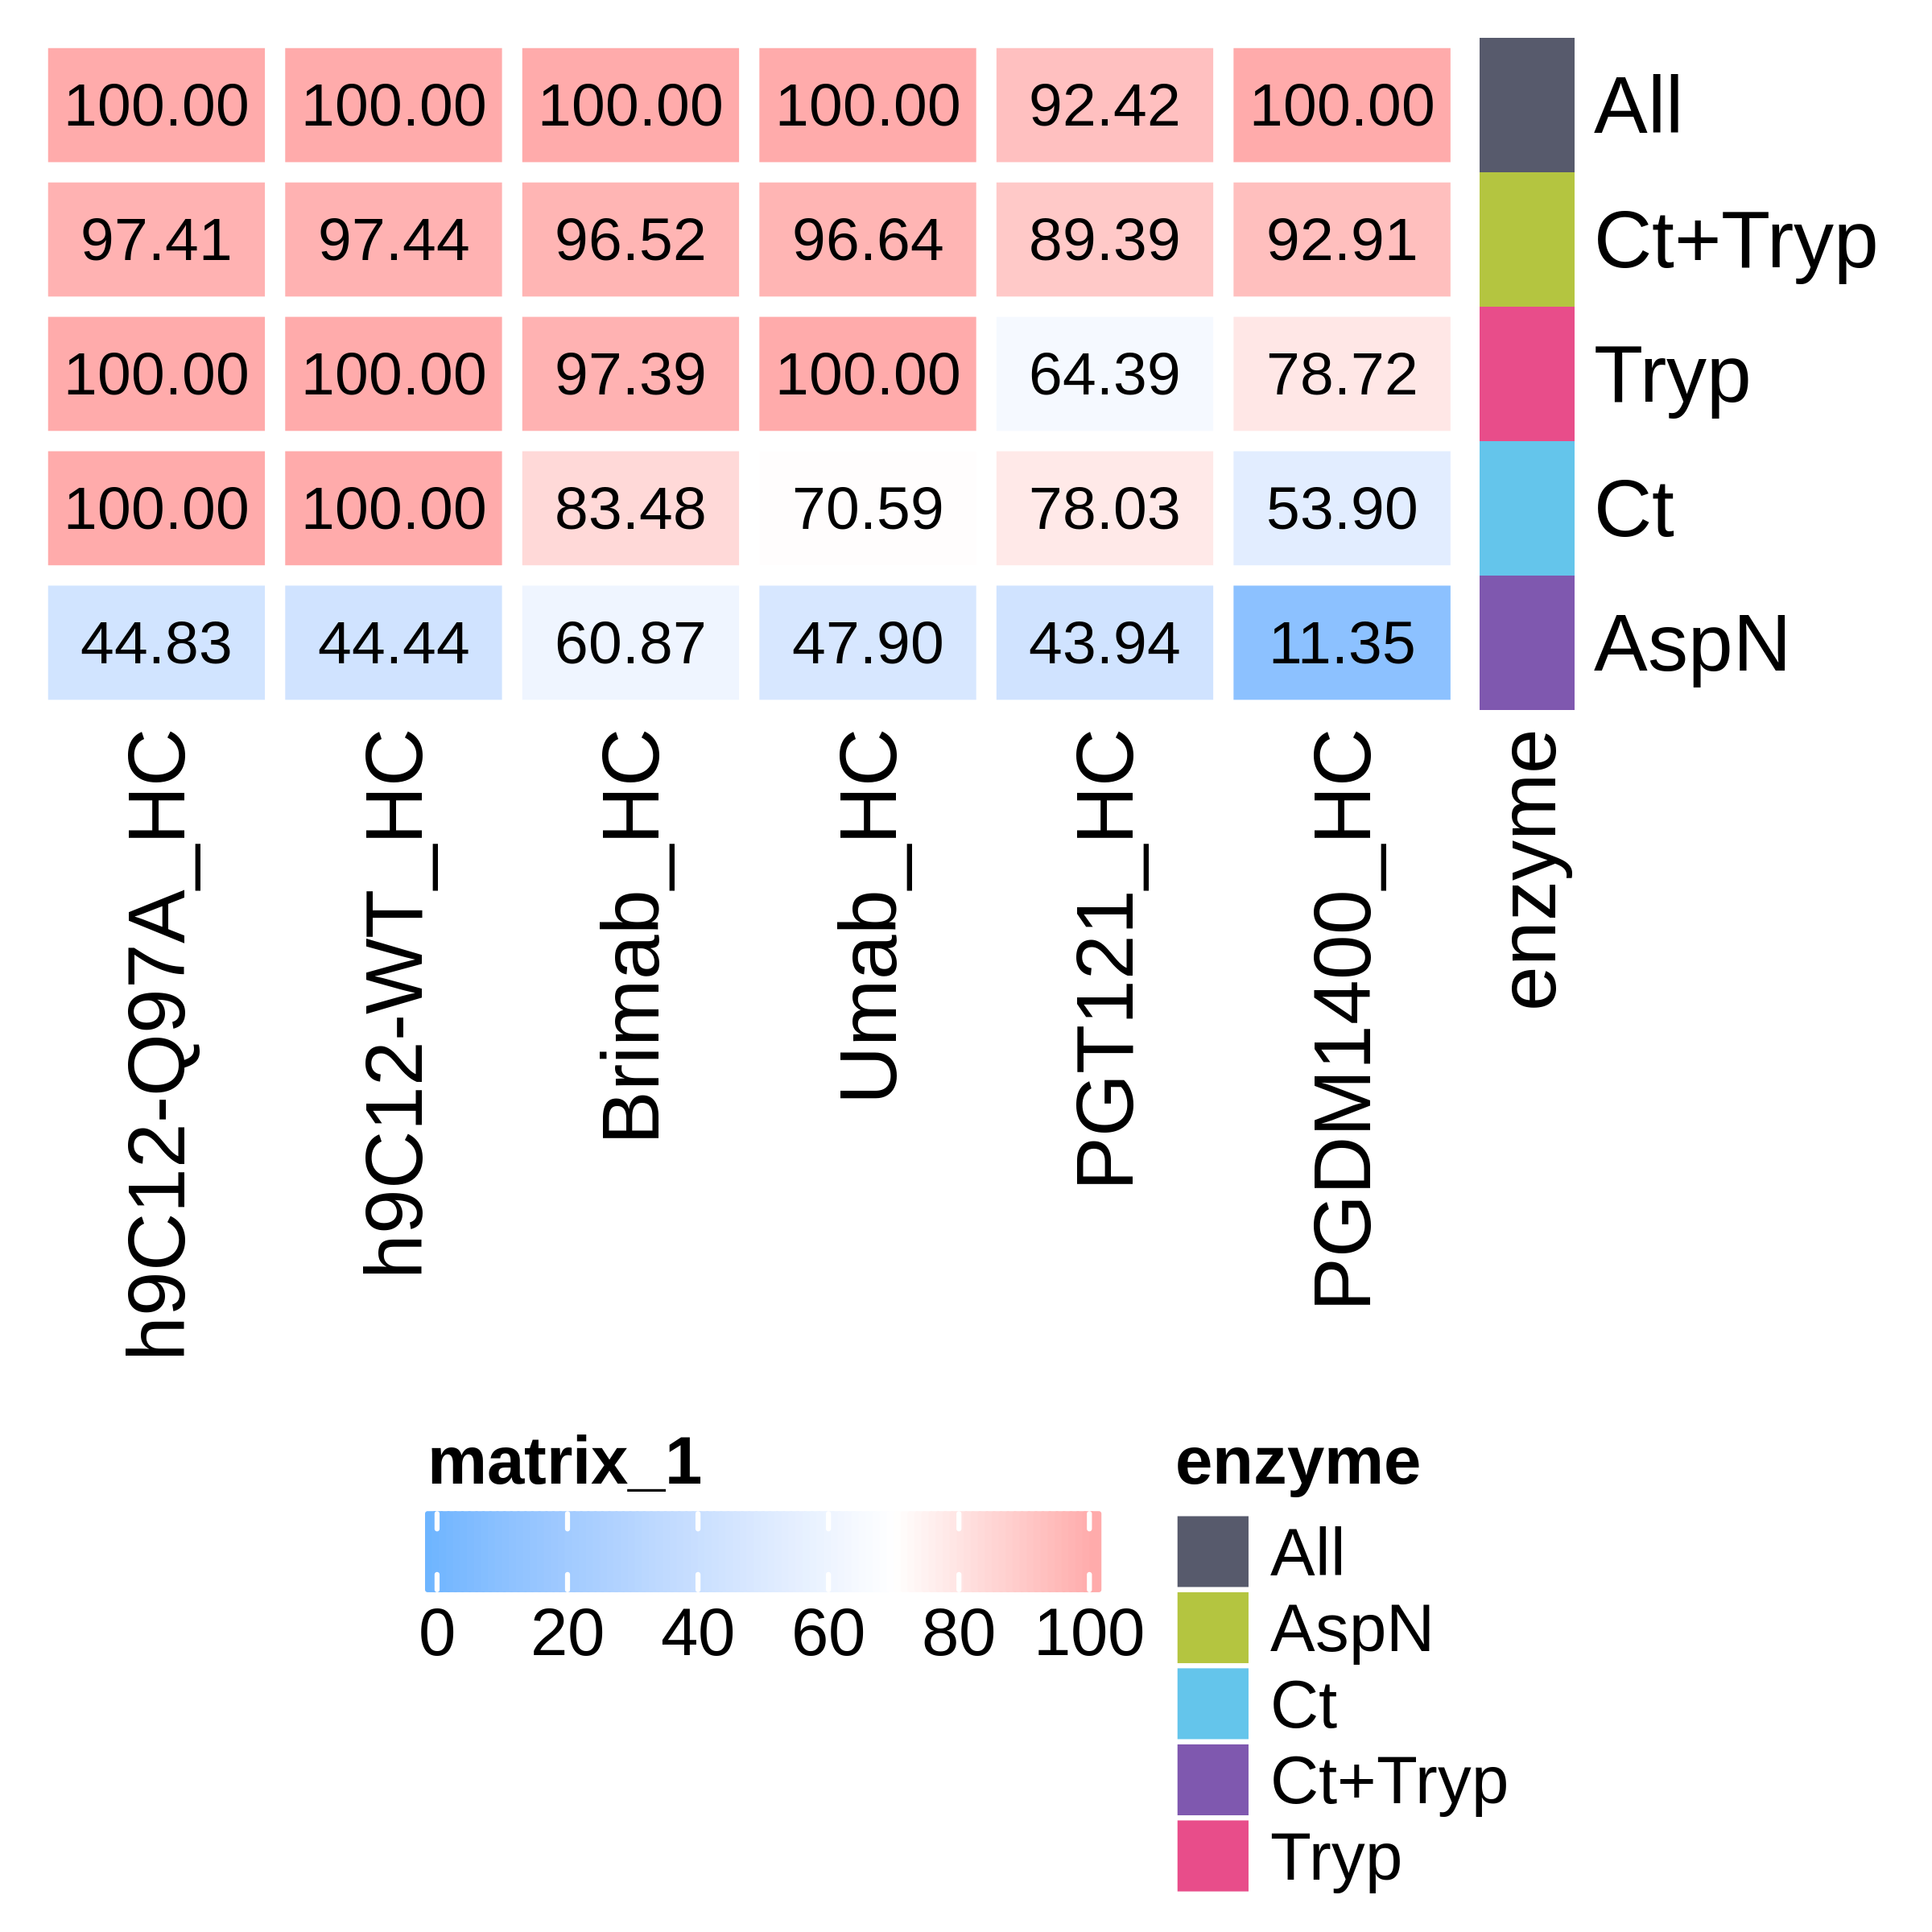 100.00 100.00 100.00 100.00 92.42 100.00 All
97.41 97.44 96.52 96.64 89.39 92.91 Ct+Tryp
100.00 100.00 97.39 100.00 64.39 78.72 Tryp
100.00 100.00 83.48 70.59 78.03 53.90 Ct
44.83 44.44 60.87 47.90 43.94 11.35 AspN
h9C12-Q97A_HC
h9C12-WT_HC
Brimab_HC
Umab_HC
PGT121_HC
PGDM1400_HC
enzyme
matrix_1
0 20 40 60 80 100
enzyme
All
AspN
Ct
Ct+Tryp
Tryp